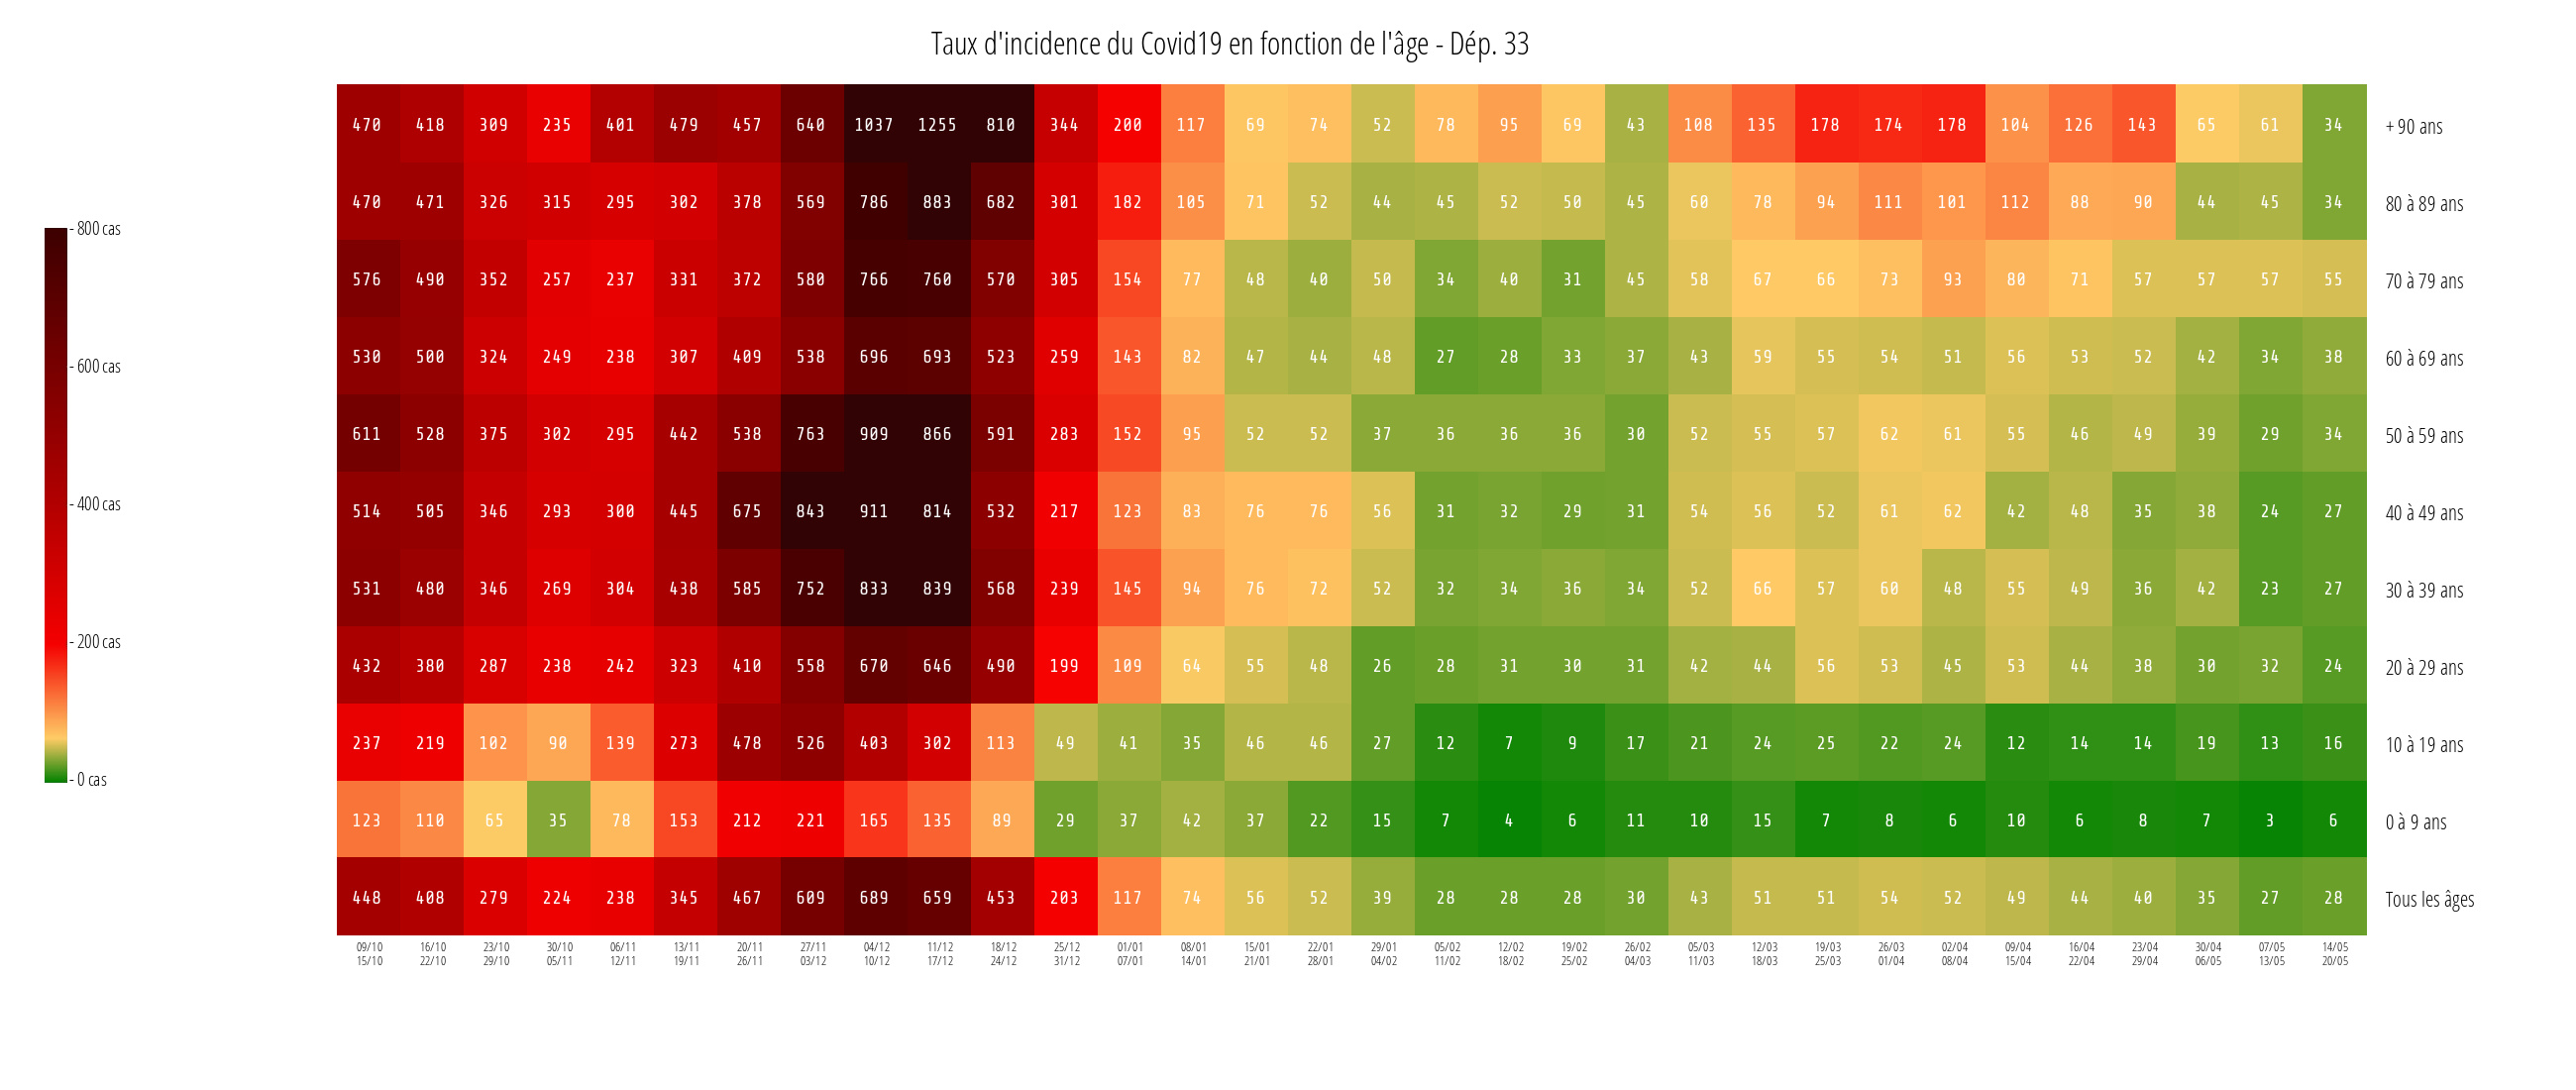 Taux d'incidence du Covid19 en fonction de l'âge - Dép. 33
470 418 309 235 401 479 457 640 1037 1255 810 344 200 117 69 74 52 78 95 69 43 108 135 178 174 178 104 126 143 65 61 34 + 90 ans
470 471 326 315 295 302 378 569 786 883 682 301 182 105 71 52 44 45 52 50 45 60 78 94 111 101 112 88 90 44 45 34 80 à 89 ans
576 490 352 257 237 331 372 580 766 760 570 305 154 77 48 40 50 34 40 31 45 58 67 66 73 93 80 71 57 57 57 55 70 à 79 ans
530 500 324 249 238 307 409 538 696 693 523 259 143 82 47 44 48 27 28 33 37 43 59 55 54 51 56 53 52 42 34 38 60 à 69 ans
611 528 375 302 295 442 538 763 909 866 591 283 152 95 52 52 37 36 36 36 30 52 55 57 62 61 55 46 49 39 29 34 50 à 59 ans
514 505 346 293 300 445 675 843 911 814 532 217 123 83 76 76 56 31 32 29 31 54 56 52 61 62 42 48 35 38 24 27 40 à 49 ans
531 480 346 269 304 438 585 752 833 839 568 239 145 94 76 72 52 32 34 36 34 52 66 57 60 48 55 49 36 42 23 27 30 à 39 ans
432 380 287 238 242 323 410 558 670 646 490 199 109 64 55 48 26 28 31 30 31 42 44 56 53 45 53 44 38 30 32 24 20 à 29 ans
237 219 102 90 139 273 478 526 403 302 113 49 41 35 46 46 27 12 7 9 17 21 24 25 22 24 12 14 14 19 13 16 10 à 19 ans
123 110 65 35 78 153 212 221 165 135 89 29 37 42 37 22 15 7 4 6 11 10 15 7 8 6 10 6 8 7 3 6 0 à 9 ans
448 408 279 224 238 345 467 609 689 659 453 203 117 74 56 52 39 28 28 28 30 43 51 51 54 52 49 44 40 35 27 28 Tous les âges
09/10 16/10 23/10 30/10 06/11 13/11 20/11 27/11 04/12 11/12 18/12 25/12 01/01 08/01 15/01 22/01 29/01 05/02 12/02 19/02 26/02 05/03 12/03 19/03 26/03 02/04 09/04 16/04 23/04 30/04 07/05 14/05
15/10 22/10 29/10 05/11 12/11 19/11 26/11 03/12 10/12 17/12 24/12 31/12 07/01 14/01 21/01 28/01 04/02 11/02 18/02 25/02 04/03 11/03 18/03 25/03 01/04 08/04 15/04 22/04 29/04 06/05 13/05 20/05
- 800 cas
- 600 cas
- 400 cas
- 200 cas
- 0 cas